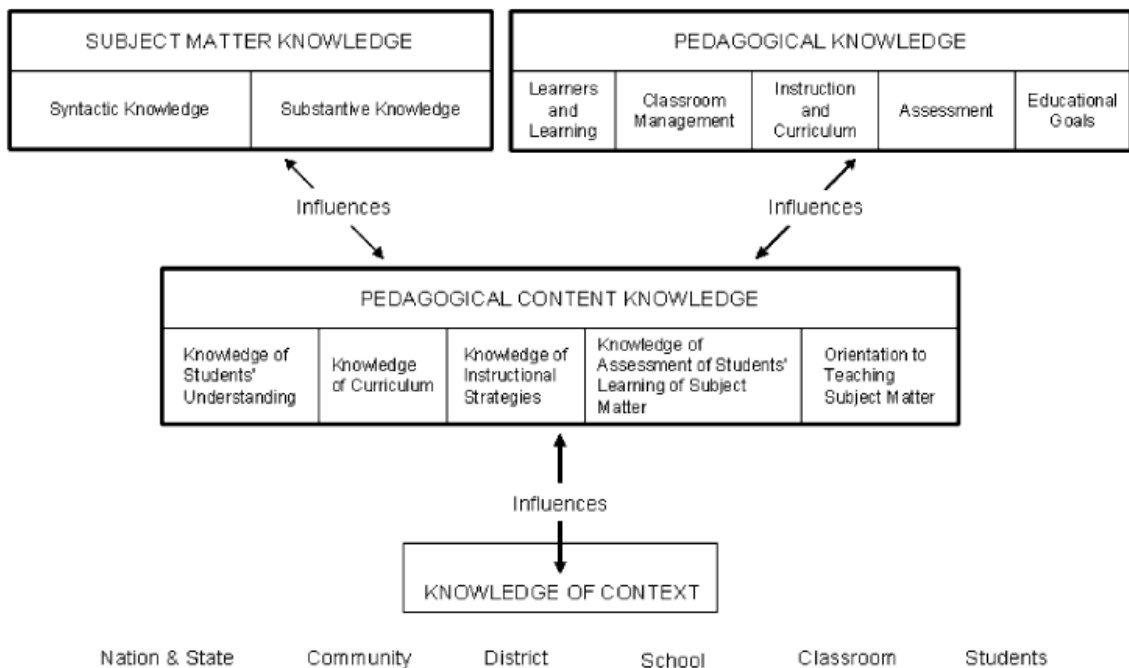 SUBJECT MATTER KNOWLEDGE
Syntactic Knowledge
Substantive Knowledge
PEDAGOGICAL KNOWLEDGE
Learners
and
Learning
Classroom
Management
Instruction
and
Curriculum
Assessment
Educational
Goals
Influences
Influences
PEDAGOGICAL CONTENT KNOWLEDGE
Knowledge of
Students'
Understanding
Knowledge
of Curriculum
Knowledge of
Instructional
Strategies
Knowledge of
Assessment of Students'
Learning of Subject
Matter
Orientation to
Teaching
Subject Matter
Influences
KNOWLEDGE OF CONTEXT
Nation & State
Community
District
School
Classroom
Students